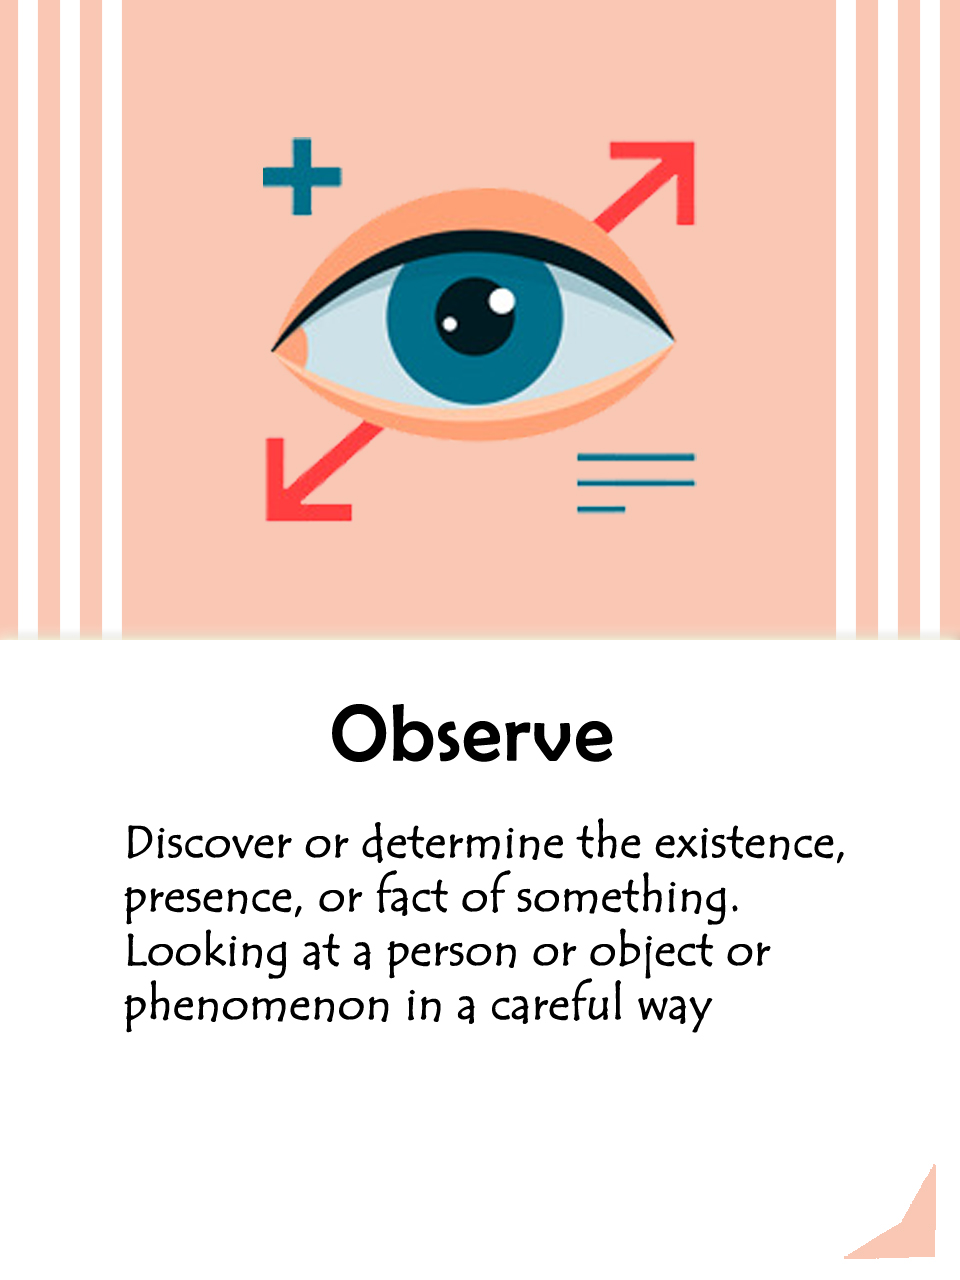 Observe
Discover or determine the existence,
presence, or fact of something.
Looking at a person or object or
phenomenon in a careful way